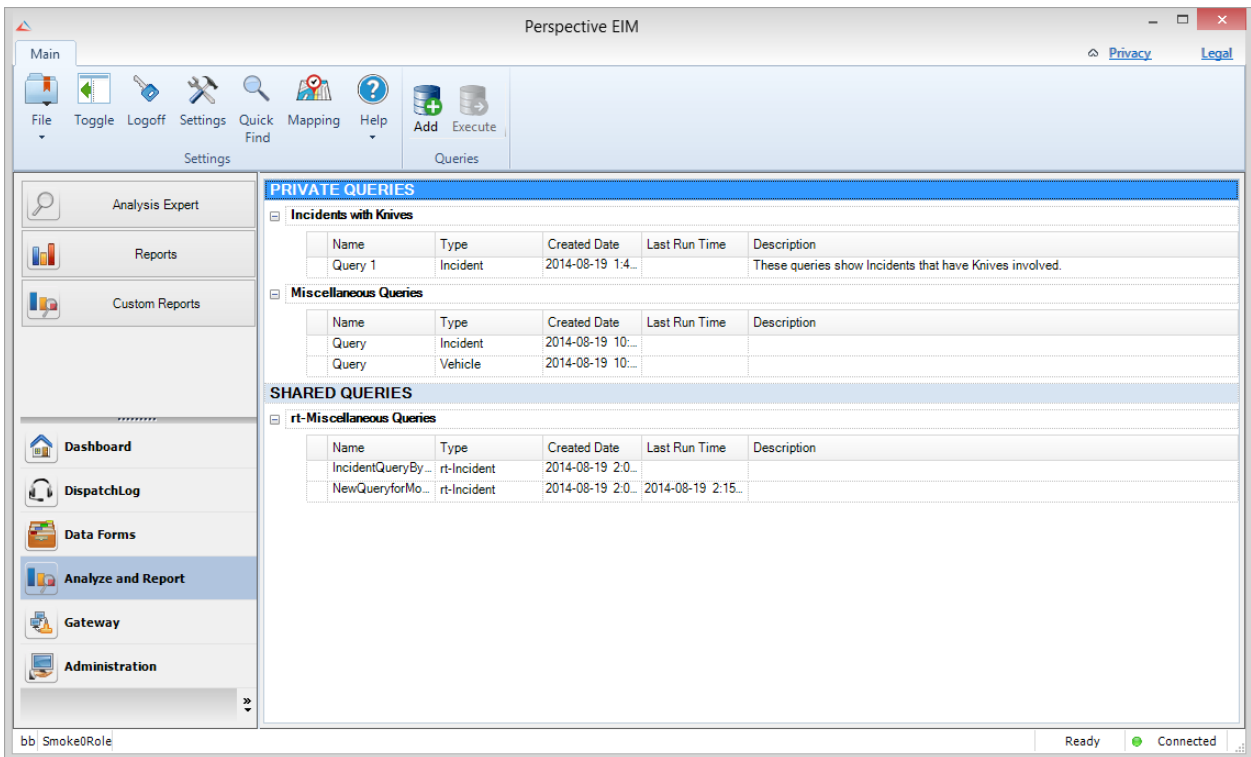 Perspective EIM
Main
Privacy
Legal
File
Toggle
Logoff
Settings
Quick Find
Mapping
Help
Add
Execute
Settings
Queries
Analysis Expert
Reports
Custom Reports
Dashboard
DispatchLog
Data Forms
Analyze and Report
Gateway
Administration
PRIVATE QUERIES
Incidents with Knives
Name Type Created Date Last Run Time Description
Query 1 Incident 2014-08-19 1:4... These queries show Incidents that have Knives involved.
Miscellaneous Queries
Name Type Created Date Last Run Time Description
Query Incident 2014-08-19 10:...
Query Vehicle 2014-08-19 10:...
SHARED QUERIES
rt-Miscellaneous Queries
Name Type Created Date Last Run Time Description
IncidentQueryBy... rt-Incident 2014-08-19 2:0...
NewQueryforMo... rt-Incident 2014-08-19 2:0... 2014-08-19 2:15...
bb Smoke0Role
Ready
Connected